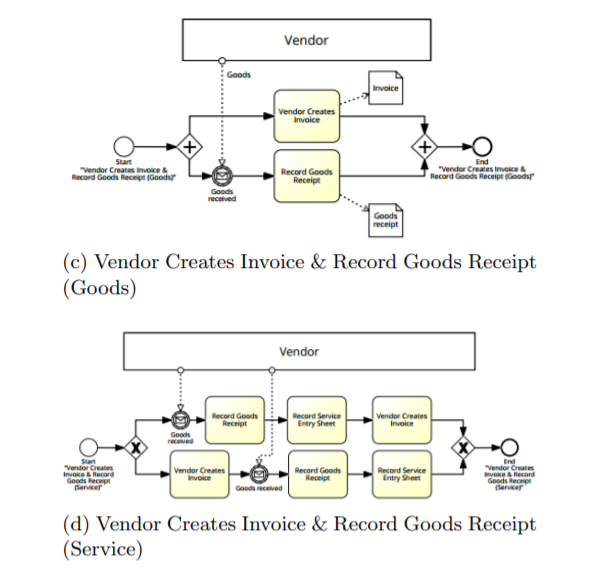 Vendor
Goods
Invoice
Vendor Creates
Invoice
Start
"Vendor Creates Invoice &
Record Goods Receipt (Goods)"
Goods
received
Record Goods
Receipt
End
"Vendor Creates Invoice &
Record Goods Receipt (Goods)"
Goods
receipt
(c) Vendor Creates Invoice & Record Goods Receipt
(Goods)
Vendor
Goods
received
Record Goods
Receipt
Record Service
Entry Sheet
Vendor Creates
Invoice
Start
"Vendor Creates
Invoice & Record
Goods Receipt
(Service)"
Vendor Creates
Invoice
Goods received
Record Goods
Receipt
Record Service
Entry Sheet
End
"Vendor Creates
Invoice & Record
Goods Receipt
(Service)"
(d) Vendor Creates Invoice & Record Goods Receipt
(Service)